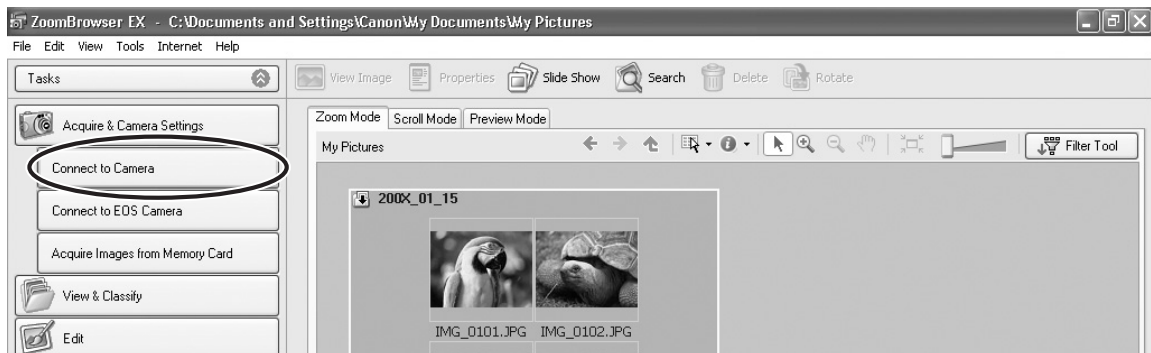 ZoomBrowser EX - C:\Documents and Settings\Canon\My Documents\My Pictures
File Edit View Tools Internet Help
Tasks
View Image Properties Slide Show Search Delete Rotate
Acquire & Camera Settings
Connect to Camera
Connect to EOS Camera
Acquire Images from Memory Card
View & Classify
Edit
Zoom Mode Scroll Mode Preview Mode
My Pictures
Filter Tool
200X_01_15
IMG_0101.JPG IMG_0102.JPG